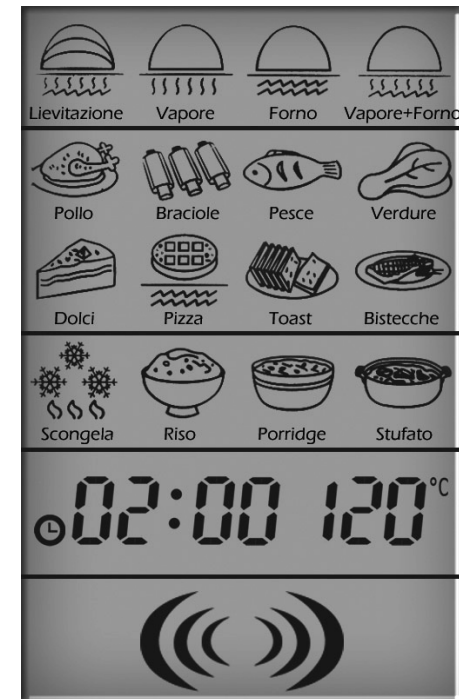 Lievitazione Vapore Forno Vapore+Forno
Pollo Braciole Pesce Verdure
Dolci Pizza Toast Bistecche
Scongela Riso Porridge Stufato
02:00 120°C